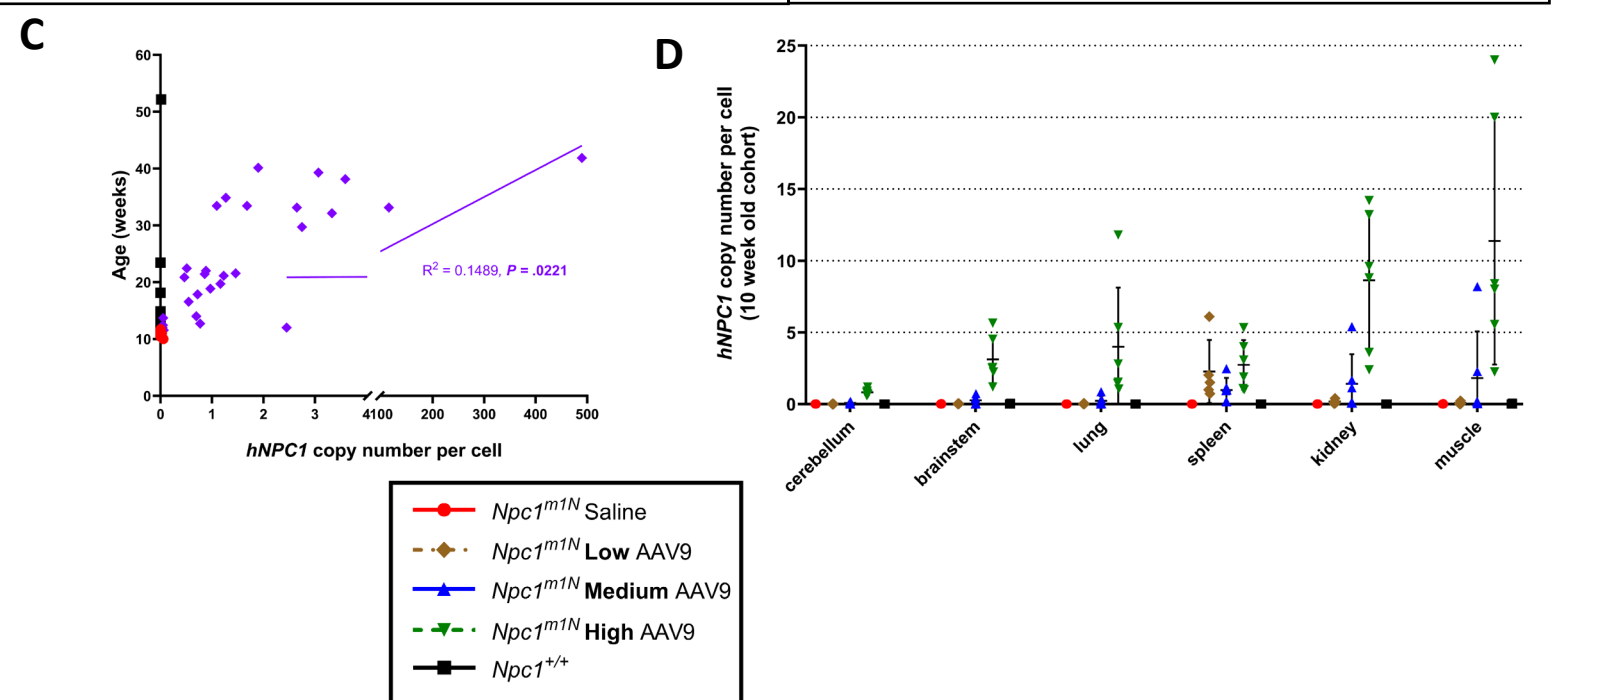 C
60
50
40
30
20
10
0
Age (weeks)
R2 = 0.1489, P = .0221
0 1 2 3 4 100 200 300 400 500
hNPC1 copy number per cell
D
25
20
15
10
5
0
hNPC1 copy number per cell
(10 week old cohort)
cerebellum
brainstem
lung
spleen
kidney
muscle
Npc1m1N Saline
Npc1m1N Low AAV9
Npc1m1N Medium AAV9
Npc1m1N High AAV9
Npc1+/+